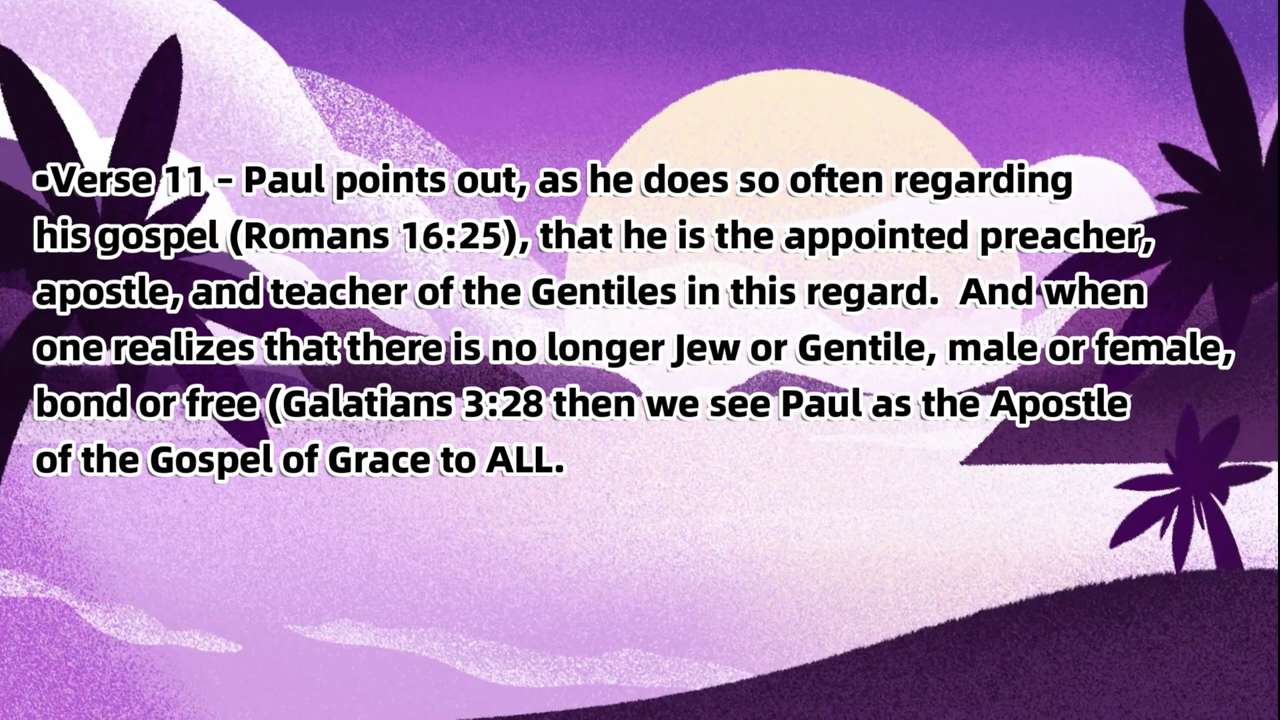 •Verse 11 – Paul points out, as he does so often regarding
his gospel (Romans 16:25), that he is the appointed preacher,
apostle, and teacher of the Gentiles in this regard.  And when
one realizes that there is no longer Jew or Gentile, male or female,
bond or free (Galatians 3:28 then we see Paul as the Apostle
of the Gospel of Grace to ALL.